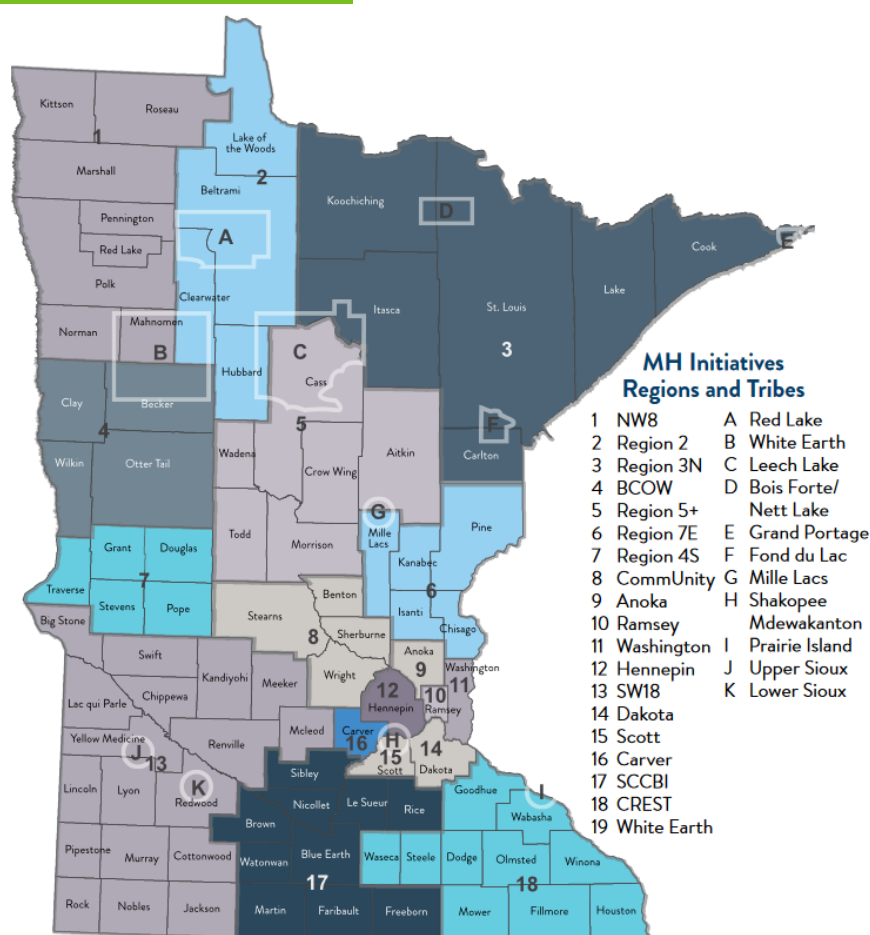 Kittson
Roseau
1
Lake of
the Woods
Marshall
2
Beltrami
Koochiching
Pennington
D
A
Red Lake
Cook
E
Polk
Clearwater
Lake
Itasca
St. Louis
Mahnomen
Norman
B
C
3
Hubbard
Cass
Clay
Becker
4
5
F
Wadena
Aitkin
Carlton
Wilkin
Otter Tail
Crow Wing
G
Pine
Mille
Lacs
Todd
Morrison
Grant
Douglas
Kanabec
7
6
Traverse
Stevens
Pope
Benton
Isanti
Stearns
Big Stone
Chisago
Sherburne
8
Anoka
Swift
9
Washington
Kandiyohi
Wright
Meeker
12
10
11
Chippewa
Lac qui Parle
Hennepin
Ramsey
Mcleod
Carver
16
H
Yellow Medicine
Renville
J
13
15
14
Scott
Dakota
Sibley
K
Redwood
Lincoln
Lyon
Nicollet
Le Sueur
Rice
Goodhue
I
Wabasha
Brown
Pipestone
Murray
Cottonwood
Watonwan
Blue Earth
Waseca
Steele
Dodge
Olmsted
Winona
17
18
Rock
Nobles
Jackson
Martin
Faribault
Freeborn
Mower
Fillmore
Houston
MH Initiatives
Regions and Tribes
1 NW8
2 Region 2
3 Region 3N
4 BCOW
5 Region 5+
6 Region 7E
7 Region 4S
8 CommUnity
9 Anoka
10 Ramsey
11 Washington
12 Hennepin
13 SW18
14 Dakota
15 Scott
16 Carver
17 SCCBI
18 CREST
19 White Earth
A Red Lake
B White Earth
C Leech Lake
D Bois Forte/
Nett Lake
E Grand Portage
F Fond du Lac
G Mille Lacs
H Shakopee
Mdewakanton
I Prairie Island
J Upper Sioux
K Lower Sioux